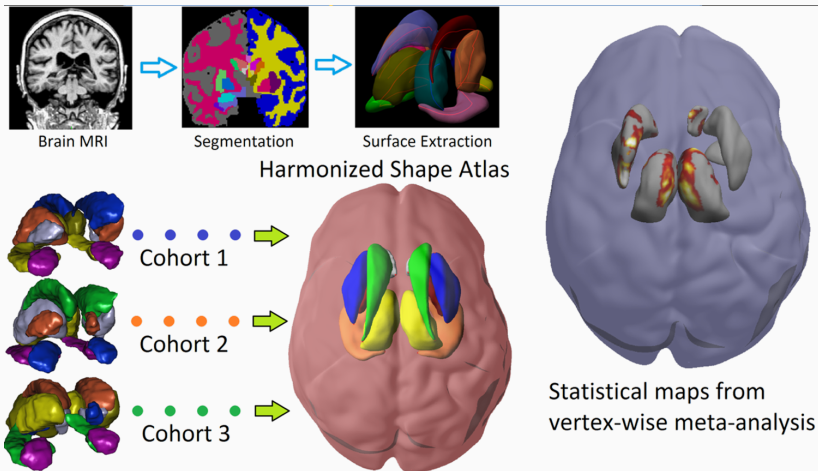 Brain MRI
Segmentation
Surface Extraction
Harmonized Shape Atlas
Cohort 1
Cohort 2
Cohort 3
Statistical maps from
vertex-wise meta-analysis